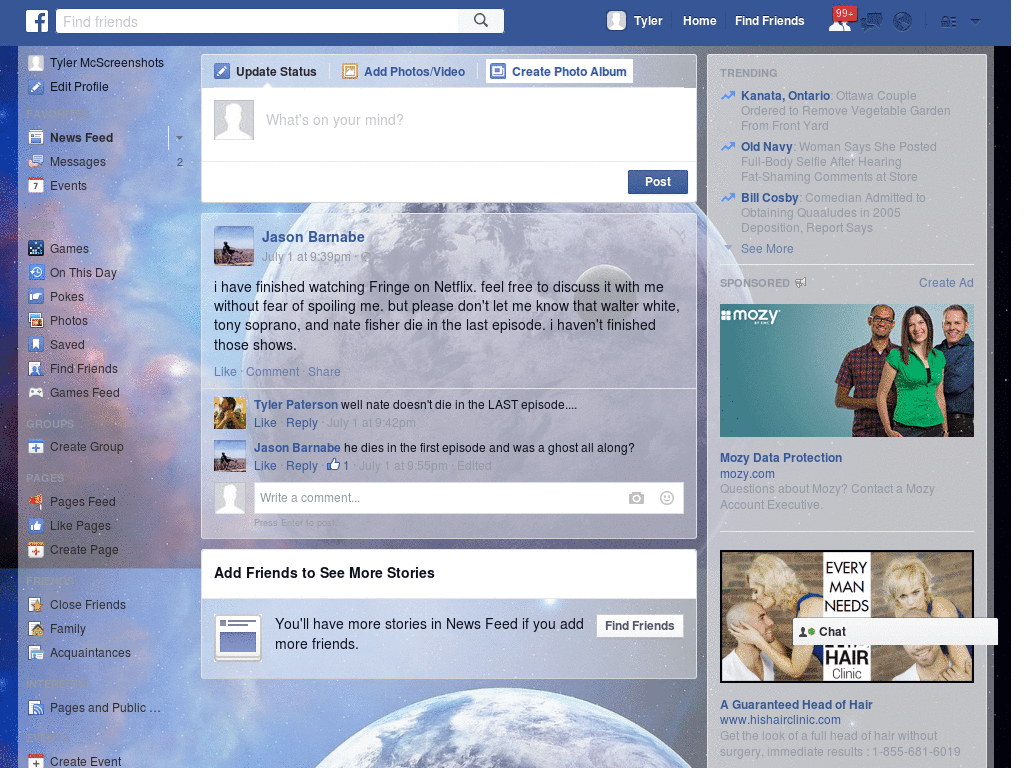 f
Find friends
Tyler
Home
Find Friends
99+
Tyler McScreenshots
Edit Profile
FAVORITES
News Feed
Messages
2
7
Events
Games
On This Day
Pokes
Photos
Saved
Find Friends
Games Feed
GROUPS
Create Group
PAGES
Pages Feed
Like Pages
Create Page
FRIENDS
Close Friends
Family
Acquaintances
INTERESTS
Pages and Public ...
Create Event
Update Status
Add Photos/Video
Create Photo Album
What's on your mind?
Post
Jason Barnabe
July 1 at 9:39pm ·
i have finished watching Fringe on Netflix. feel free to discuss it with me
without fear of spoiling me. but please don't let me know that walter white,
tony soprano, and nate fisher die in the last episode. i haven't finished
those shows.
Like · Comment · Share
Tyler Paterson well nate doesn't die in the LAST episode....
Like · Reply · July 1 at 9:42pm
Jason Barnabe he dies in the first episode and was a ghost all along?
Like · Reply · 1 · July 1 at 9:55pm · Edited
Write a comment...
Press Enter to post.
Add Friends to See More Stories
You'll have more stories in News Feed if you add
more friends.
Find Friends
TRENDING
Kanata, Ontario: Ottawa Couple
Ordered to Remove Vegetable Garden
From Front Yard
Old Navy: Woman Says She Posted
Full-Body Selfie After Hearing
Fat-Shaming Comments at Store
Bill Cosby: Comedian Admitted to
Obtaining Quaaludes in 2005
Deposition, Report Says
See More
SPONSORED
Create Ad
mozy
BY EMC
Mozy Data Protection
mozy.com
Questions about Mozy? Contact a Mozy
Account Executive.
EVERY
MAN
NEEDS
Chat
HAIR
Clinic
A Guaranteed Head of Hair
www.hishairclinic.com
Get the look of a full head of hair without
surgery, immediate results : 1-855-681-6019